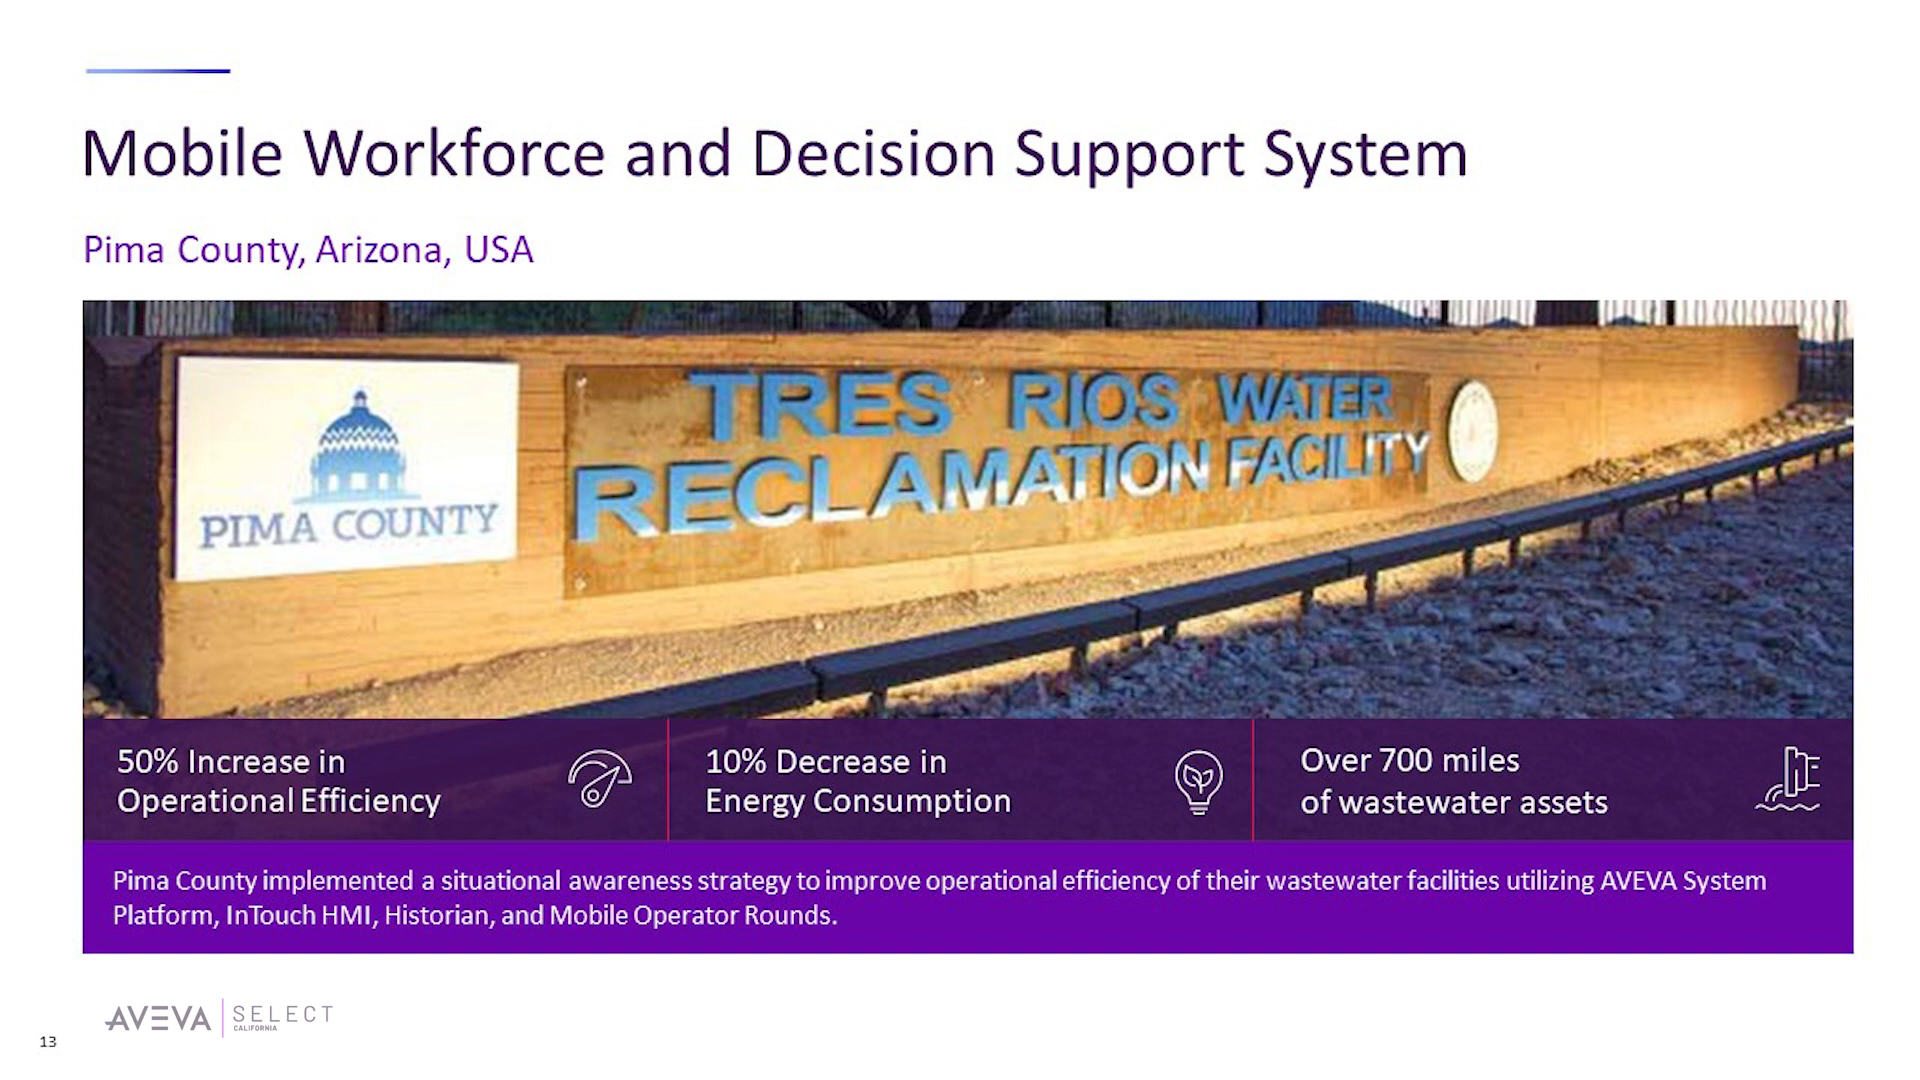 Mobile Workforce and Decision Support System
Pima County, Arizona, USA
PIMA COUNTY
TRES RIOS WATER
RECLAMATION FACILITY
50% Increase in
Operational Efficiency
10% Decrease in
Energy Consumption
Over 700 miles
of wastewater assets
Pima County implemented a situational awareness strategy to improve operational efficiency of their wastewater facilities utilizing AVEVA System
Platform, InTouch HMI, Historian, and Mobile Operator Rounds.
AVEVA SELECT
CALIFORNIA
13